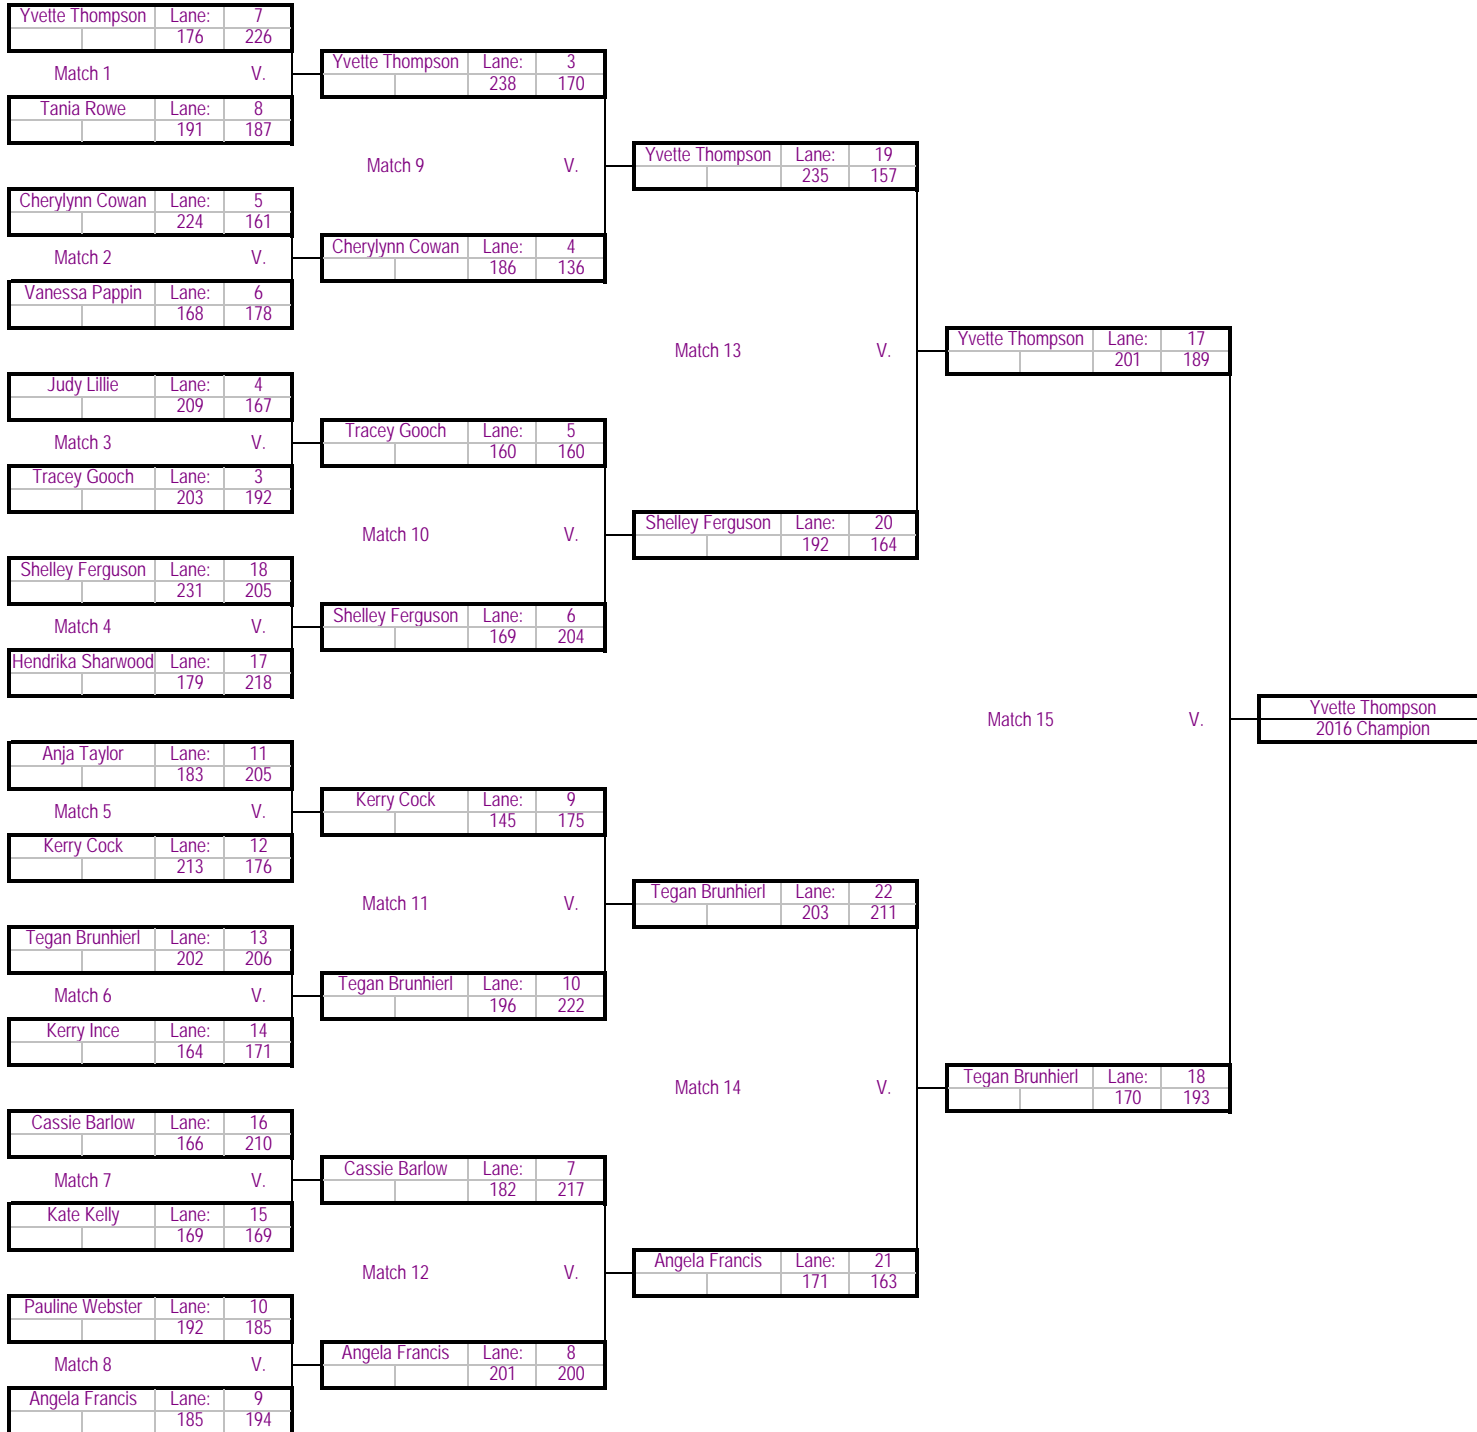 Yvette Thompson Lane: 7
176 226
Match 1 V.
Tania Rowe Lane: 8
191 187
Cherylynn Cowan Lane: 5
224 161
Match 2 V.
Vanessa Pappin Lane: 6
168 178
Judy Lillie Lane: 4
209 167
Match 3 V.
Tracey Gooch Lane: 3
203 192
Shelley Ferguson Lane: 18
231 205
Match 4 V.
Hendrika Sharwood Lane: 17
179 218
Anja Taylor Lane: 11
183 205
Match 5 V.
Kerry Cock Lane: 12
213 176
Tegan Brunhierl Lane: 13
202 206
Match 6 V.
Kerry Ince Lane: 14
164 171
Cassie Barlow Lane: 16
166 210
Match 7 V.
Kate Kelly Lane: 15
169 169
Pauline Webster Lane: 10
192 185
Match 8 V.
Angela Francis Lane: 9
185 194
Yvette Thompson Lane: 3
238 170
Match 9 V.
Cherylynn Cowan Lane: 4
186 136
Tracey Gooch Lane: 5
160 160
Match 10 V.
Shelley Ferguson Lane: 6
169 204
Kerry Cock Lane: 9
145 175
Match 11 V.
Tegan Brunhierl Lane: 10
196 222
Cassie Barlow Lane: 7
182 217
Match 12 V.
Angela Francis Lane: 8
201 200
Yvette Thompson Lane: 19
235 157
Match 13 V.
Shelley Ferguson Lane: 20
192 164
Tegan Brunhierl Lane: 22
203 211
Match 14 V.
Angela Francis Lane: 21
171 163
Yvette Thompson Lane: 17
201 189
Match 15 V.
Tegan Brunhierl Lane: 18
170 193
Yvette Thompson
2016 Champion